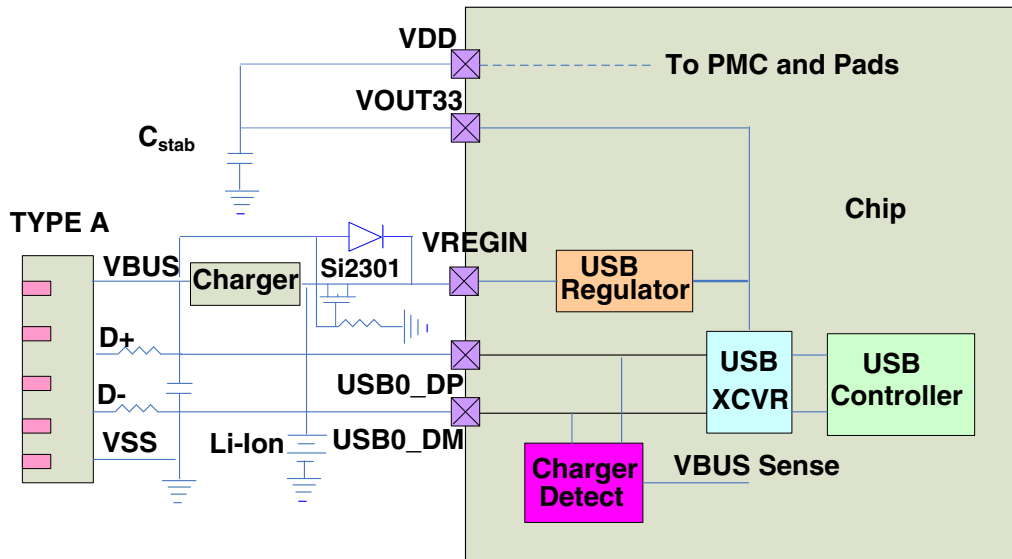 VDD
To PMC and Pads
VOUT33
C_stab
Chip
TYPE A
VREGIN
VBUS
Charger
Si2301
USB
Regulator
D+
USB
XCVR
USB
Controller
D-
USB0_DP
VSS
Li-Ion
USB0_DM
Charger
Detect
VBUS Sense